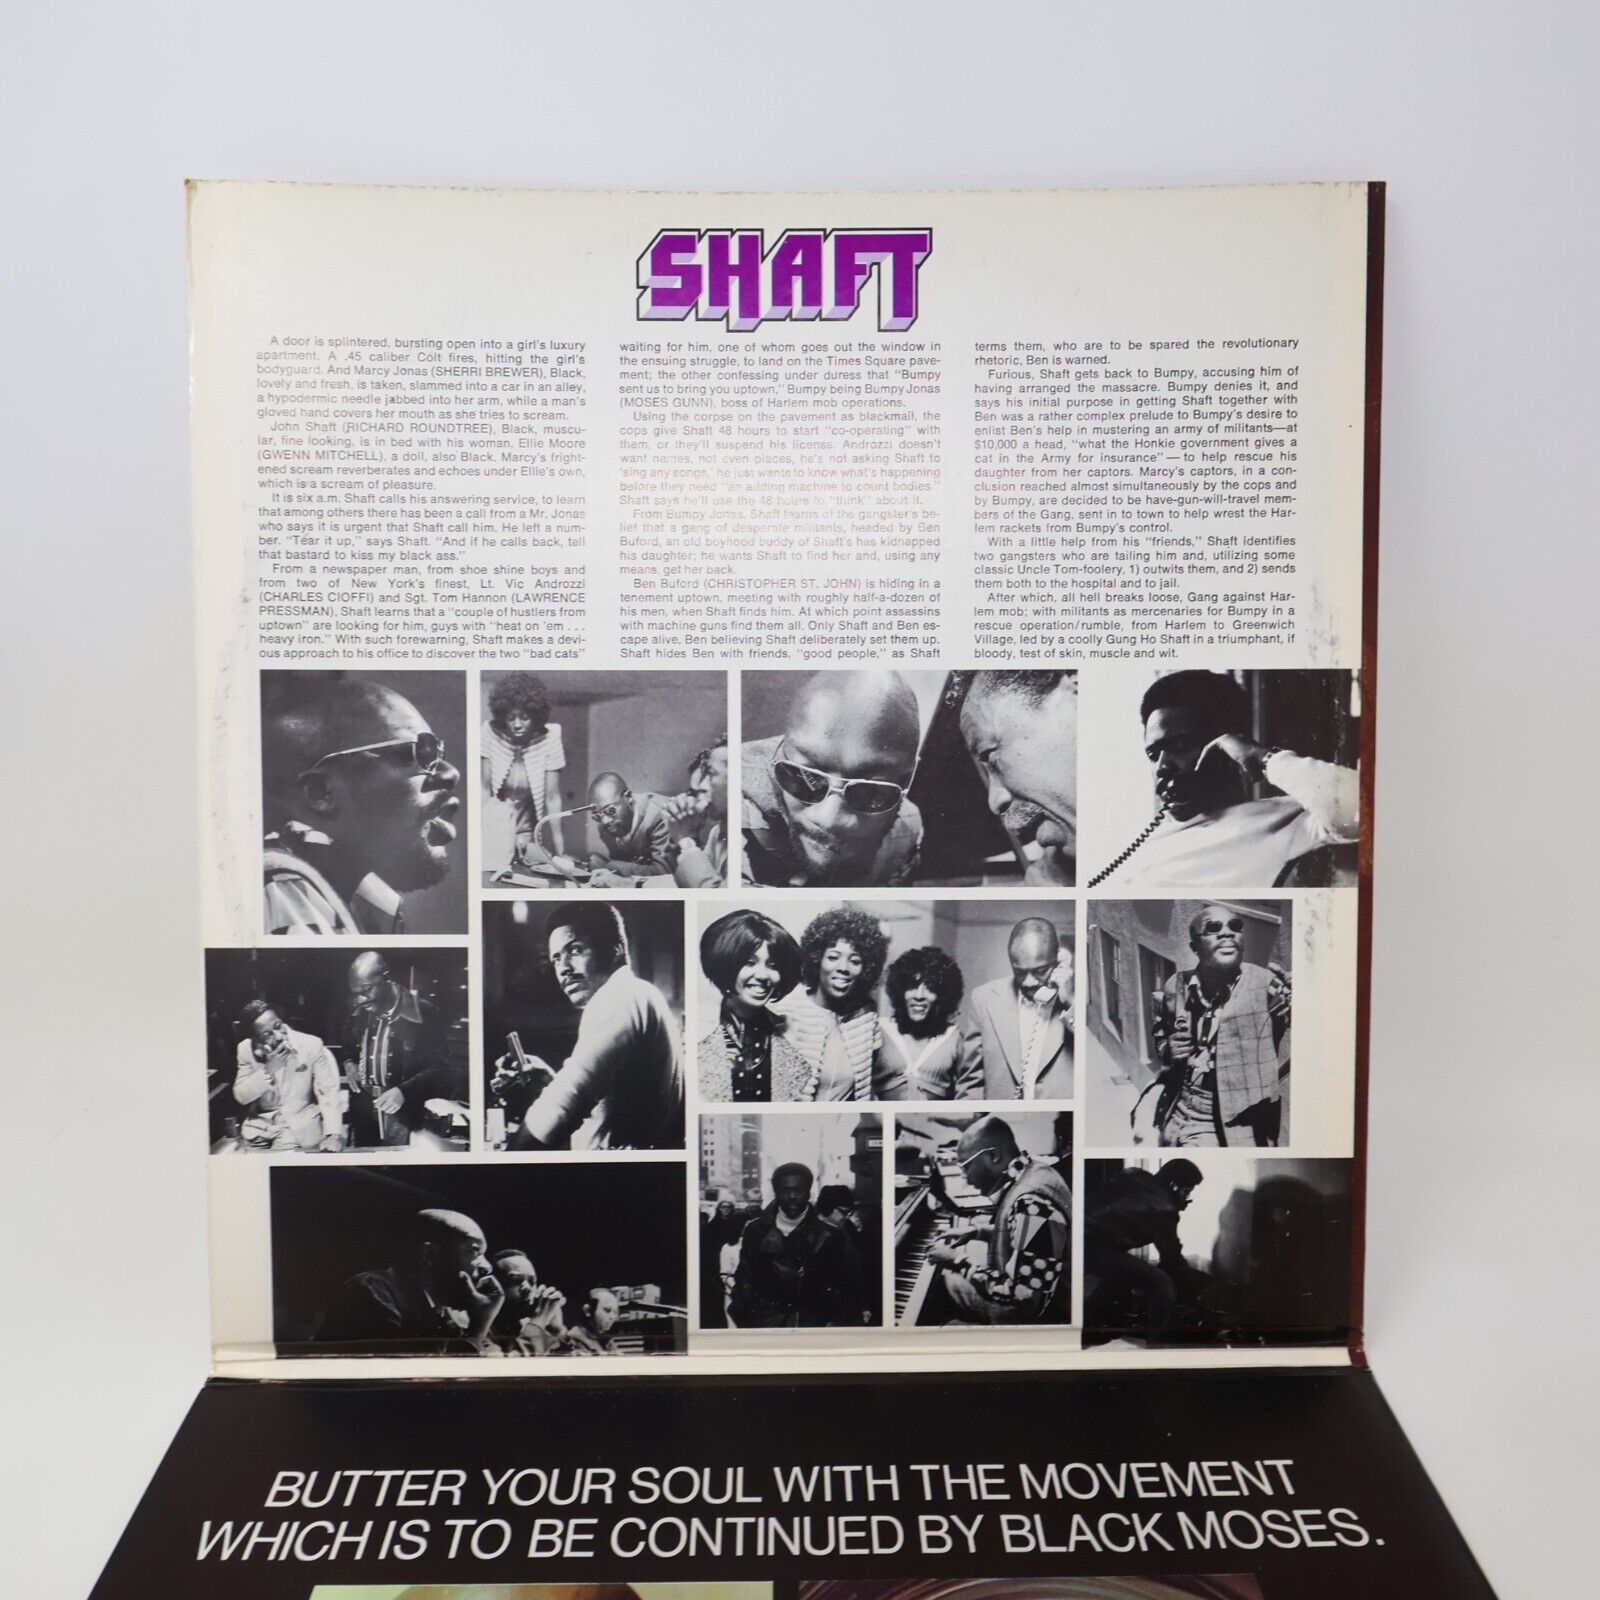 SHAFT
A door is splintered, bursting open into a girl's luxury
apartment. A .45 caliber Colt fires, hitting the girl's
bodyguard. And Marcy Jonas (SHERRI BREWER), Black,
lovely and fresh, is taken, slammed into a car in an alley,
a hypodermic needle jabbed into her arm, while a man's
gloved hand covers her mouth as she tries to scream.
John Shaft (RICHARD ROUNDTREE), Black, muscu-
lar, fine looking, is in bed with his woman, Ellie Moore
(GWENN MITCHELL), a doll, also Black. Marcy's fright-
ened scream reverberates and echoes under Ellie's own,
which is a scream of pleasure.
It is six a.m. Shaft calls his answering service, to learn
that among others there has been a call from a Mr. Jonas
who says it is urgent that Shaft call him. He left a num-
ber. "Tear it up," says Shaft. "And if he calls back, tell
that bastard to kiss my black ass."
From a newspaper man, from shoe shine boys and
from two of New York's finest, Lt. Vic Androzzi
(CHARLES CIOFFI) and Sgt. Tom Hannon (LAWRENCE
PRESSMAN), Shaft learns that a "couple of hustlers from
uptown" are looking for him, guys with "heat on 'em . . .
heavy iron." With such forewarning, Shaft makes a devi-
ous approach to his office to discover the two "bad cats"
waiting for him, one of whom goes out the window in
the ensuing struggle, to land on the Times Square pave-
ment; the other confessing under duress that "Bumpy
sent us to bring you uptown," Bumpy being Bumpy Jonas
(MOSES GUNN), boss of Harlem mob operations.
Using the corpse on the pavement as blackmail, the
cops give Shaft 48 hours to start "co-operating" with
them, or they'll suspend his license. Androzzi doesn't
want names, not even places, he's not asking Shaft to
'sing any songs,' he just wants to know what's happening
before they need "an adding machine to count bodies."
Shaft says he'll use the 48 hours to "think" about it.
From Bumpy Jonas, Shaft learns of the gangster's be-
lief that a gang of desperate militants, headed by Ben
Buford, an old boyhood buddy of Shaft's has kidnapped
his daughter; he wants Shaft to find her and, using any
means, get her back.
Ben Buford (CHRISTOPHER ST. JOHN) is hiding in a
tenement uptown, meeting with roughly half-a-dozen of
his men, when Shaft finds him. At which point assassins
with machine guns find them all. Only Shaft and Ben es-
cape alive, Ben believing Shaft deliberately set them up.
Shaft hides Ben with friends, "good people," as Shaft
terms them, who are to be spared the revolutionary
rhetoric, Ben is warned.
Furious, Shaft gets back to Bumpy, accusing him of
having arranged the massacre. Bumpy denies it, and
says his initial purpose in getting Shaft together with
Ben was a rather complex prelude to Bumpy's desire to
enlist Ben's help in mustering an army of militants—at
$10,000 a head, "what the Honkie government gives a
cat in the Army for insurance" — to help rescue his
daughter from her captors. Marcy's captors, in a con-
clusion reached almost simultaneously by the cops and
by Bumpy, are decided to be have-gun-will-travel mem-
bers of the Gang, sent in to town to help wrest the Har-
lem rackets from Bumpy's control.
With a little help from his "friends," Shaft identifies
two gangsters who are tailing him and, utilizing some
classic Uncle Tom-foolery, 1) outwits them, and 2) sends
them both to the hospital and to jail.
After which, all hell breaks loose, Gang against Har-
lem mob; with militants as mercenaries for Bumpy in a
rescue operation/rumble, from Harlem to Greenwich
Village, led by a coolly Gung Ho Shaft in a triumphant, if
bloody, test of skin, muscle and wit.
BUTTER YOUR SOUL WITH THE MOVEMENT
WHICH IS TO BE CONTINUED BY BLACK MOSES.